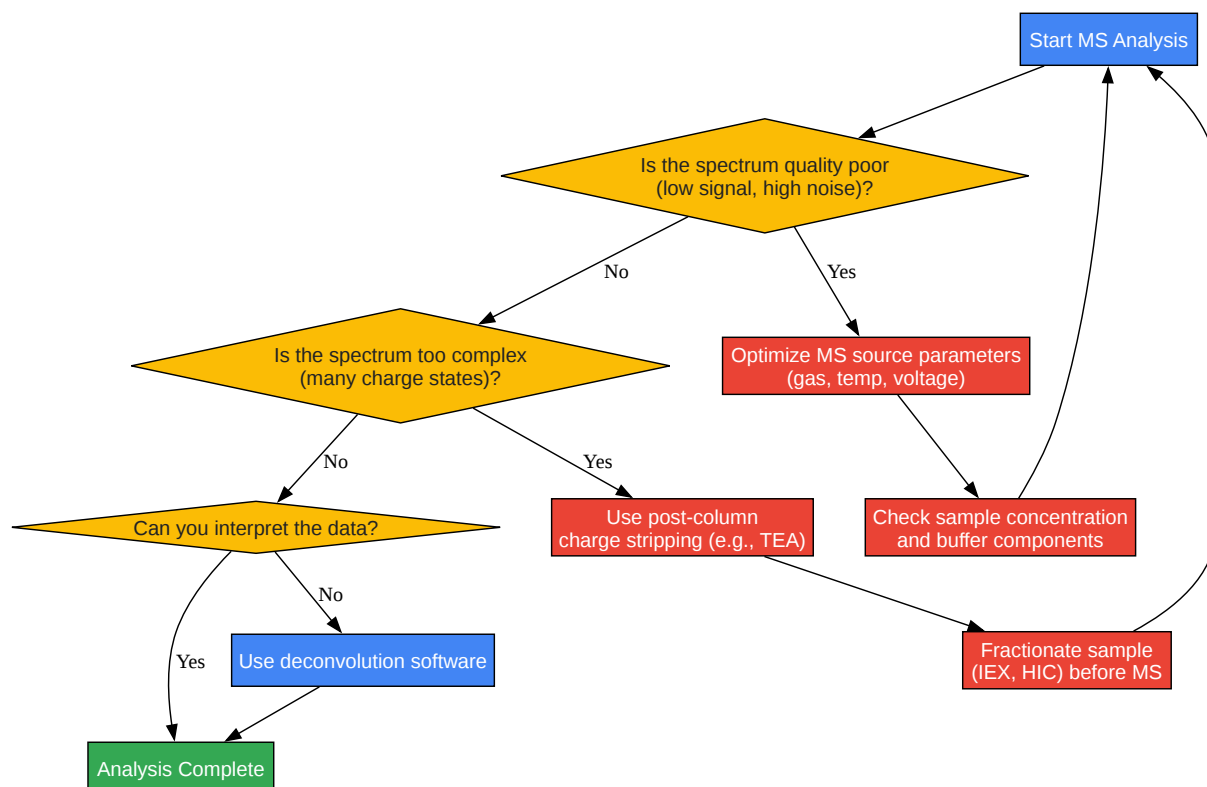 Start MS Analysis
Is the spectrum quality poor
(low signal, high noise)?
No
Yes
Is the spectrum too complex
(many charge states)?
Optimize MS source parameters
(gas, temp, voltage)
No
Yes
Can you interpret the data?
Use post-column
charge stripping (e.g., TEA)
Check sample concentration
and buffer components
No
Yes
Use deconvolution software
Fractionate sample
(IEX, HIC) before MS
Analysis Complete